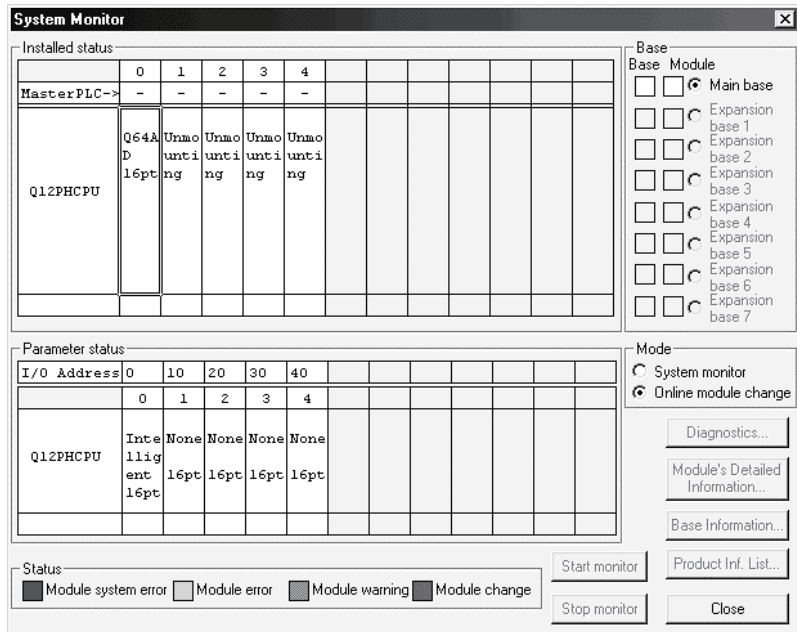 System Monitor
Installed status
0 1 2 3 4
MasterPLC-> - - - - -
Q12PHCPU
Q64A Unmo Unmo Unmo Unmo
D unti unti unti unti
16pt ng ng ng ng
Base
Base Module
Main base
Expansion
base 1
Expansion
base 2
Expansion
base 3
Expansion
base 4
Expansion
base 5
Expansion
base 6
Expansion
base 7
Parameter status
I/O Address 0 10 20 30 40
0 1 2 3 4
Q12PHCPU
Inte None None None None
llig
ent 16pt 16pt 16pt 16pt
16pt
Mode
System monitor
Online module change
Diagnostics...
Module's Detailed
Information...
Base Information...
Product Inf. List...
Status
Module system error Module error Module warning Module change
Start monitor
Stop monitor
Close